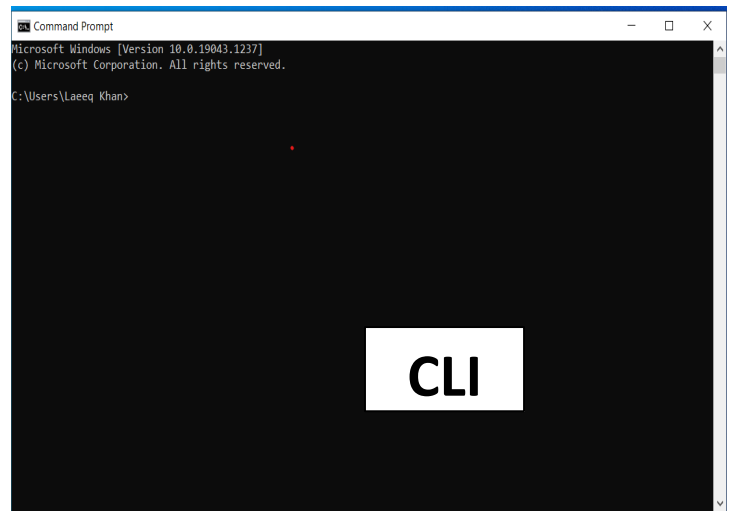 Command Prompt
Microsoft Windows [Version 10.0.19043.1237]
(c) Microsoft Corporation. All rights reserved.
C:\Users\Laeeq Khan>
CLI